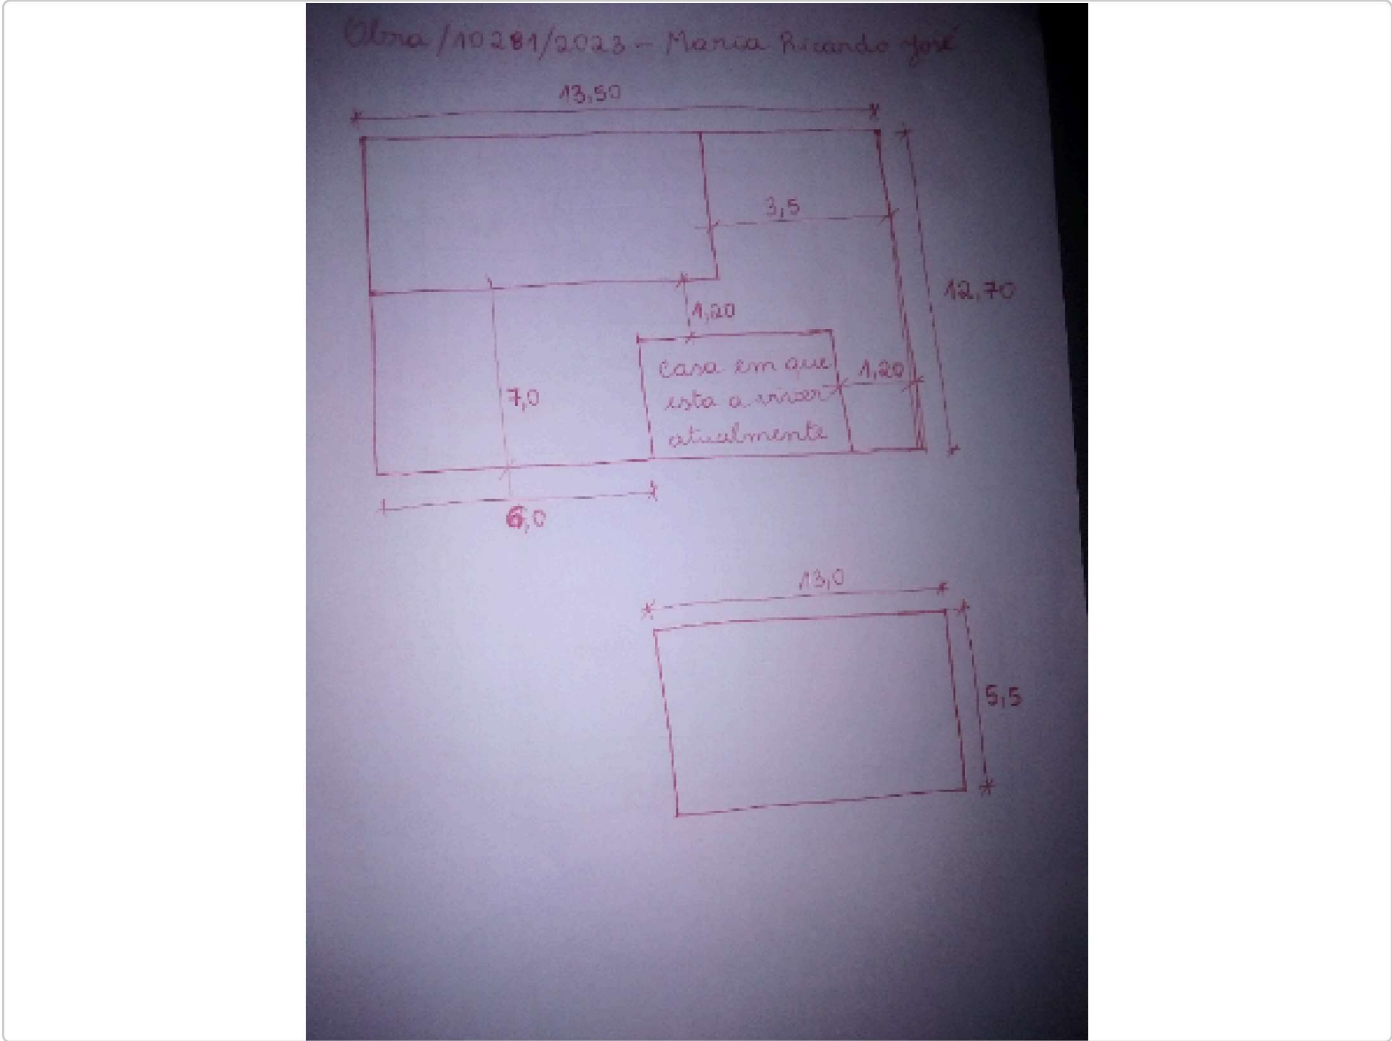 Obra /10281/2023 - Maria Ricardo José
13,50
3,5
12,70
1,20
casa em que
esta a viver
atualmente
1,20
7,0
6,0
13,0
5,5